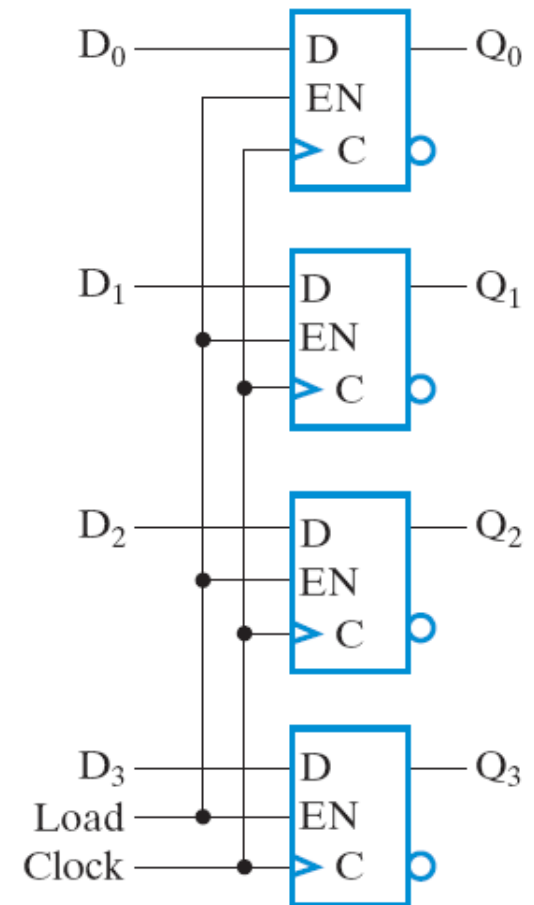 D₀ D Q₀
EN
C
D₁ D Q₁
EN
C
D₂ D Q₂
EN
C
D₃ D Q₃
Load EN
Clock C